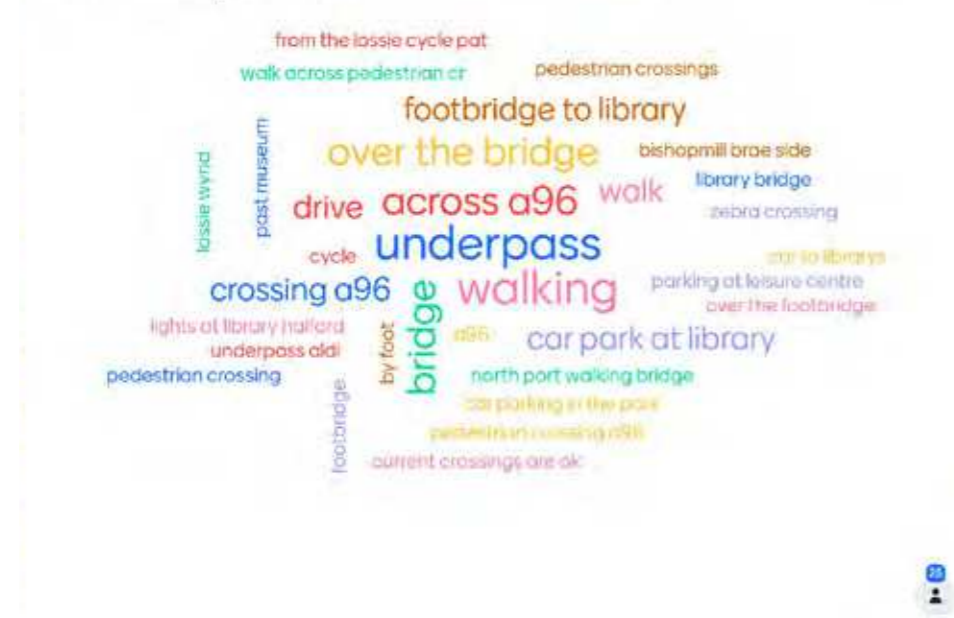 from the lossie cycle pat
walk across pedestrian cr
pedestrian crossings
footbridge to library
over the bridge
bishopmill brae side
lossie wynd
past museum
library bridge
walk
drive
across a96
zebra crossing
underpass
cycle
car to librarys
crossing a96
walking
parking at leisure centre
over the footbridge
bridge
lights at library halford
a96
car park at library
by foot
underpass aldi
pedestrian crossing
north port walking bridge
footbridge
car parking in the park
pedestrian crossing a96
current crossings are ok